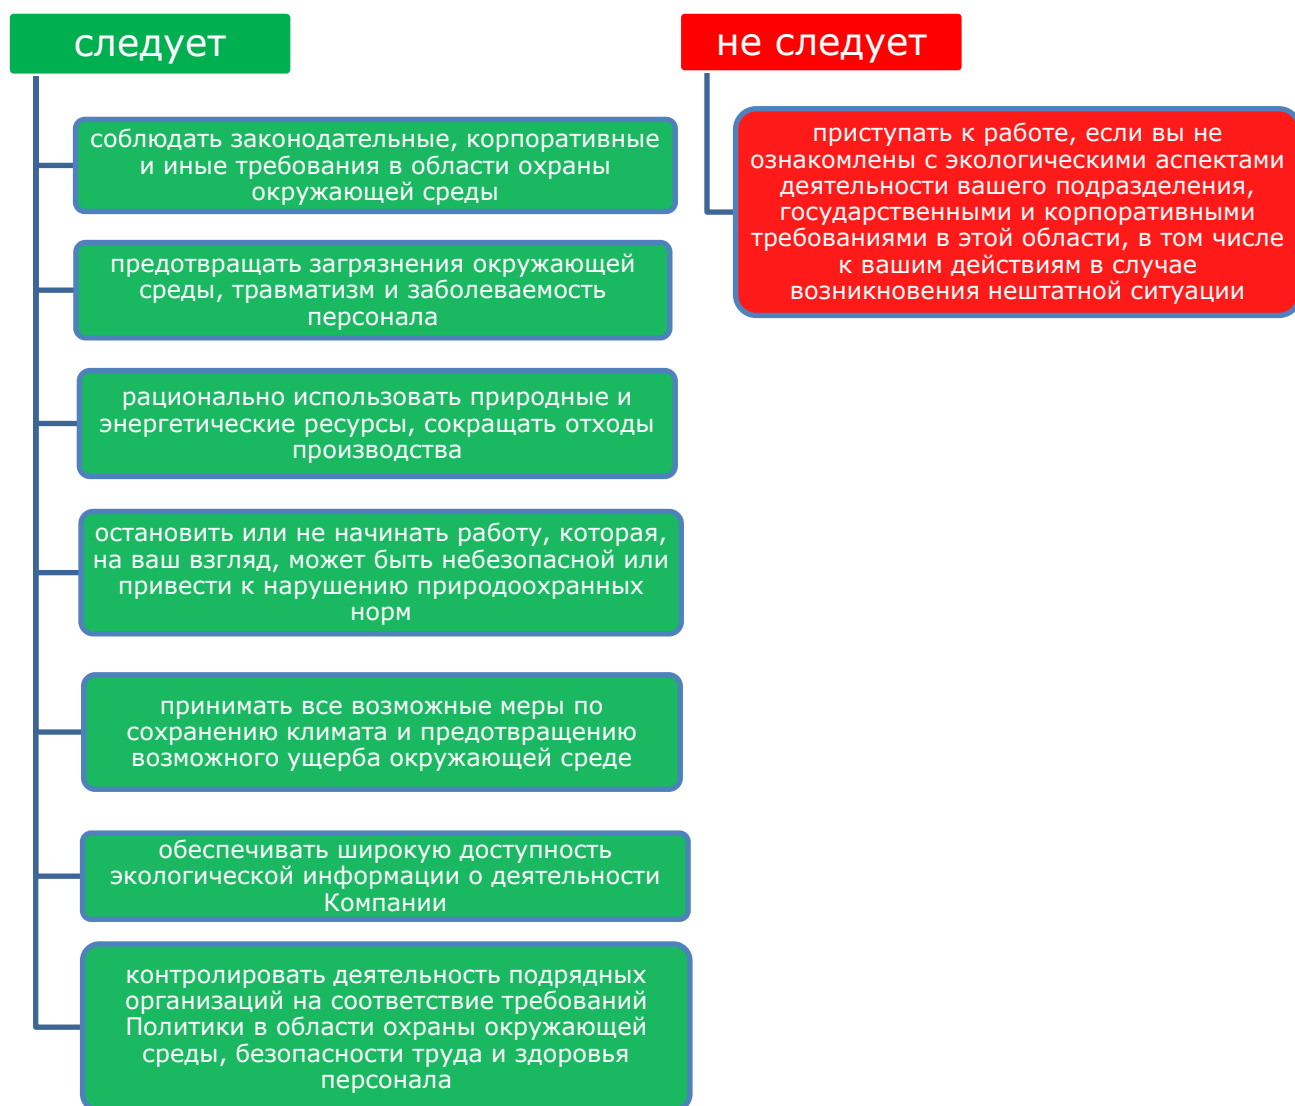 следует
соблюдать законодательные, корпоративные
и иные требования в области охраны
окружающей среды
предотвращать загрязнения окружающей
среды, травматизм и заболеваемость
персонала
рационально использовать природные и
энергетические ресурсы, сокращать отходы
производства
остановить или не начинать работу, которая,
на ваш взгляд, может быть небезопасной или
привести к нарушению природоохранных
норм
принимать все возможные меры по
сохранению климата и предотвращению
возможного ущерба окружающей среде
обеспечивать широкую доступность
экологической информации о деятельности
Компании
контролировать деятельность подрядных
организаций на соответствие требований
Политики в области охраны окружающей
среды, безопасности труда и здоровья
персонала
не следует
приступать к работе, если вы не
ознакомлены с экологическими аспектами
деятельности вашего подразделения,
государственными и корпоративными
требованиями в этой области, в том числе
к вашим действиям в случае
возникновения нештатной ситуации